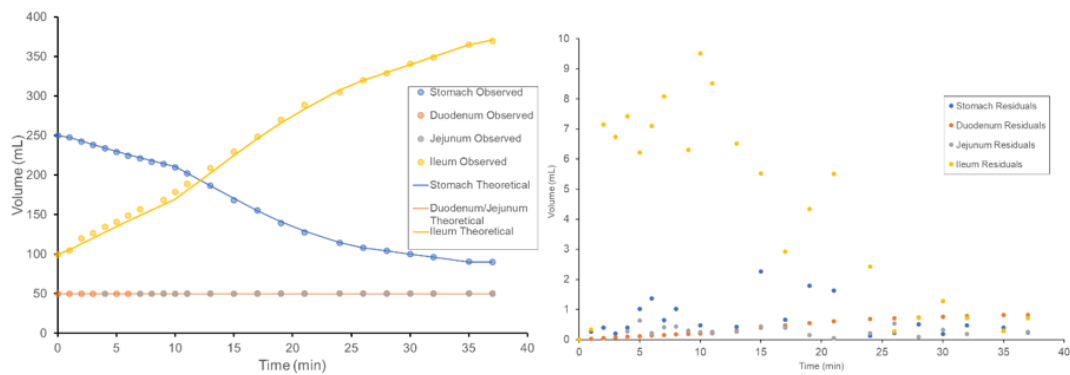 400
350
300
250
200
150
100
50
0
Volume (mL)
0 5 10 15 20 25 30 35 40
Time (min)
Stomach Observed
Duodenum Observed
Jejunum Observed
Ileum Observed
Stomach Theoretical
Duodenum/Jejunum
Theoretical
Ileum Theoretical
10
9
8
7
6
5
4
3
2
1
0
Volume (mL)
0 5 10 15 20 25 30 35 40
Time (min)
Stomach Residuals
Duodenum Residuals
Jejunum Residuals
Ileum Residuals